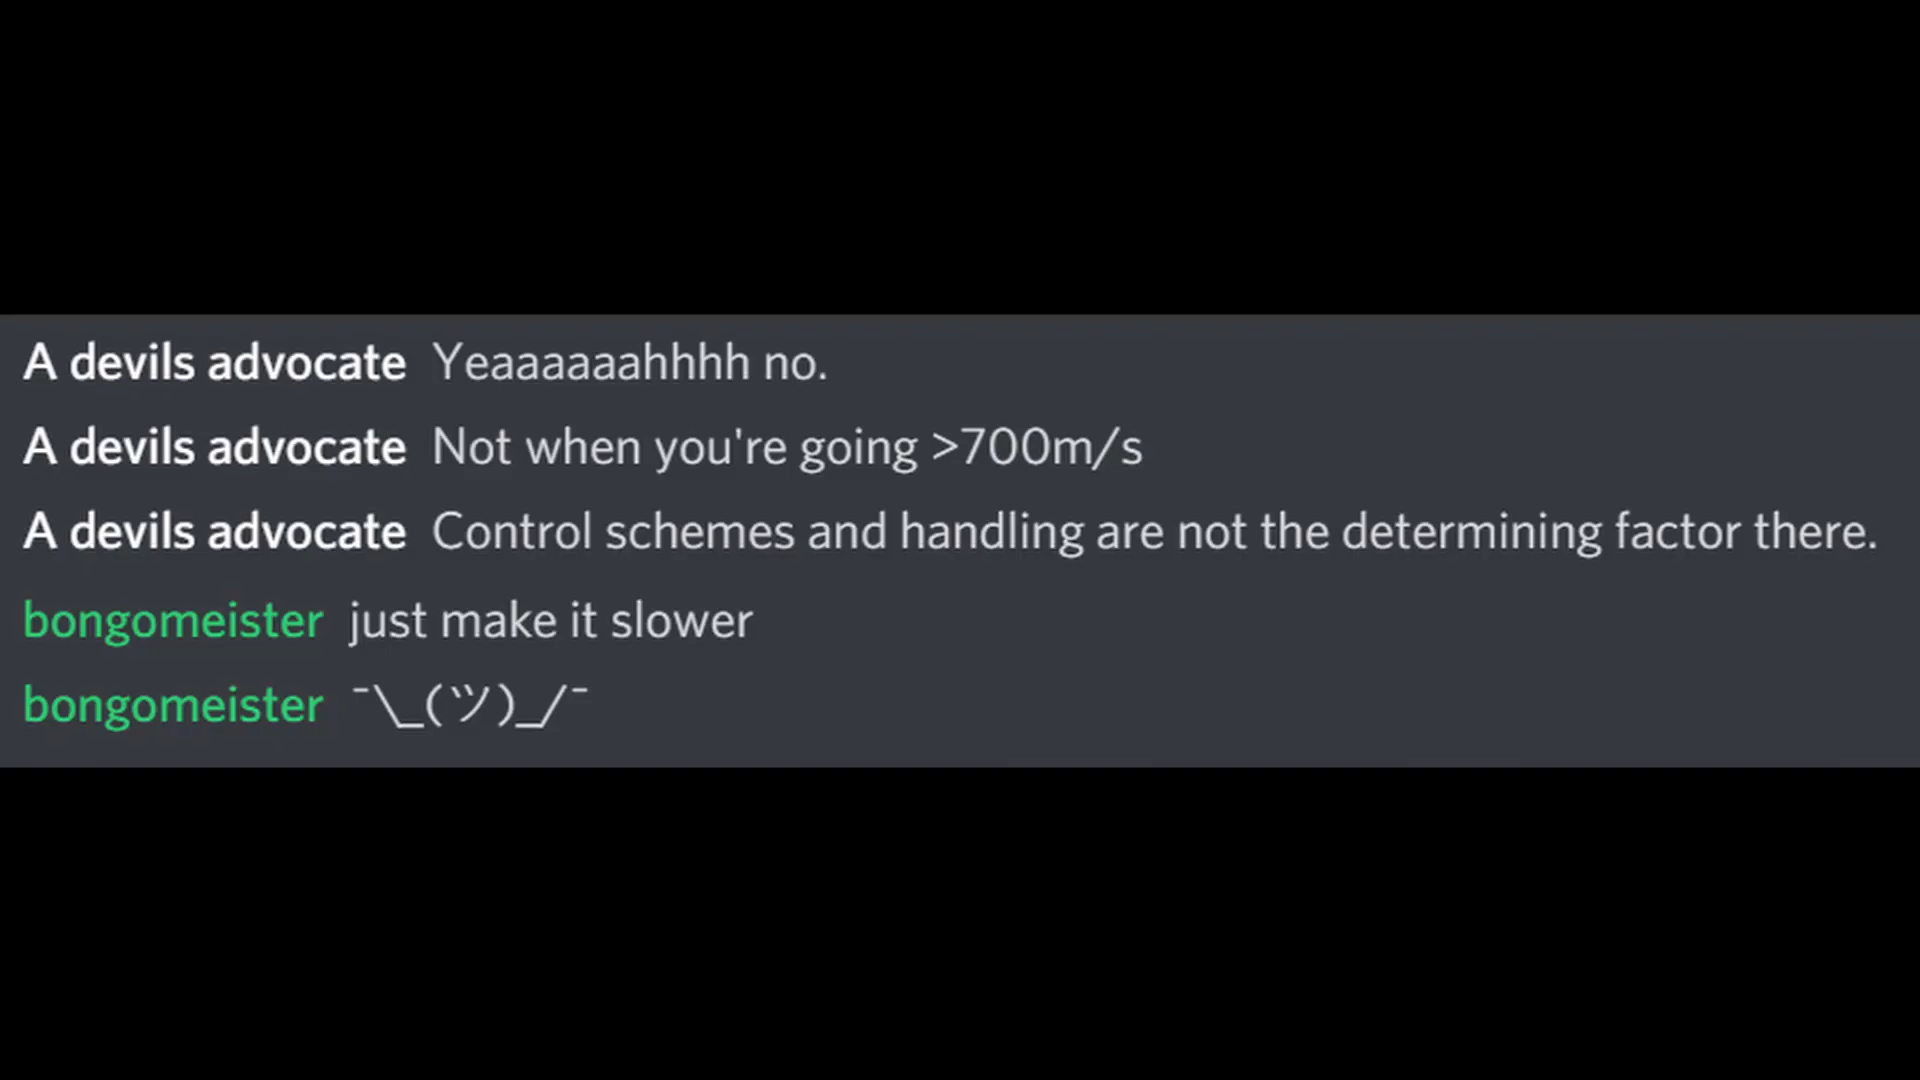 A devils advocate Yeaaaaaahhhh no.
A devils advocate Not when you're going >700m/s
A devils advocate Control schemes and handling are not the determining factor there.
bongomeister just make it slower
bongomeister ¯\_(ツ)_/¯